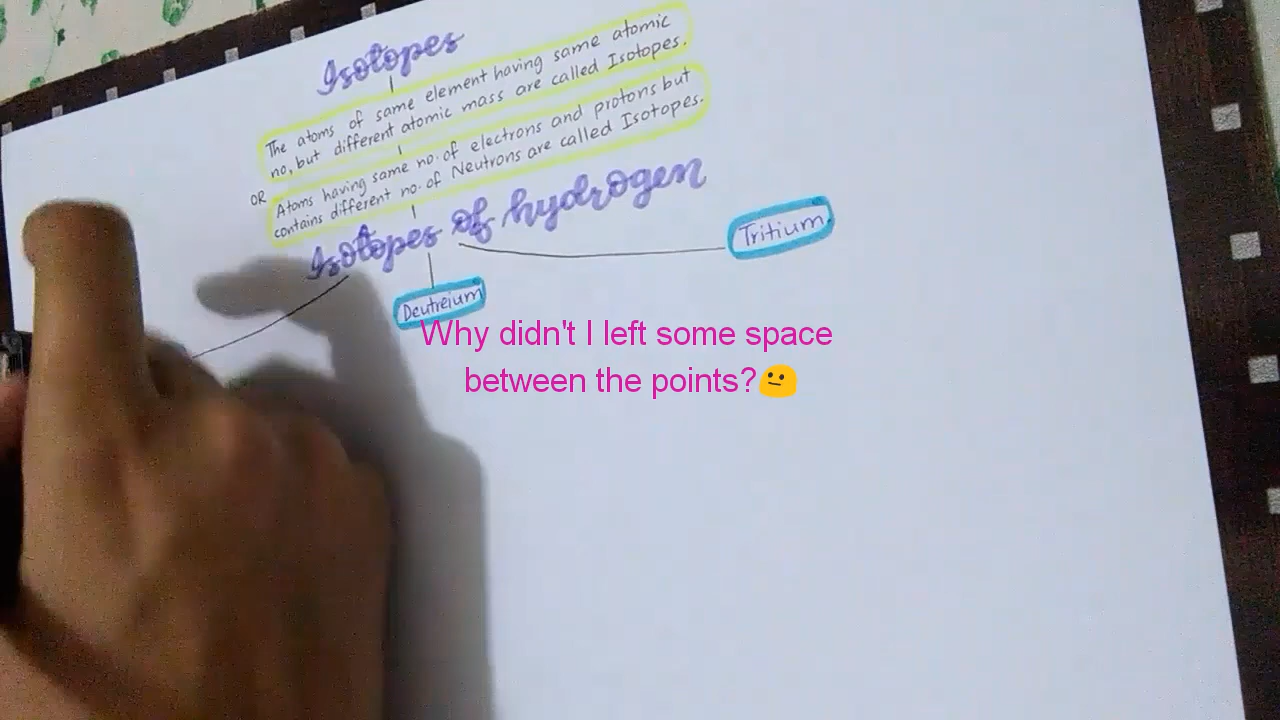 Isotopes
The atoms of same element having same atomic
no, but different atomic mass are called Isotopes.
OR
Atoms having same no. of electrons and protons but
contains different no. of Neutrons are called Isotopes.
Isotopes of hydrogen
Tritium
Deutreium
Why didn't I left some space
between the points?😐